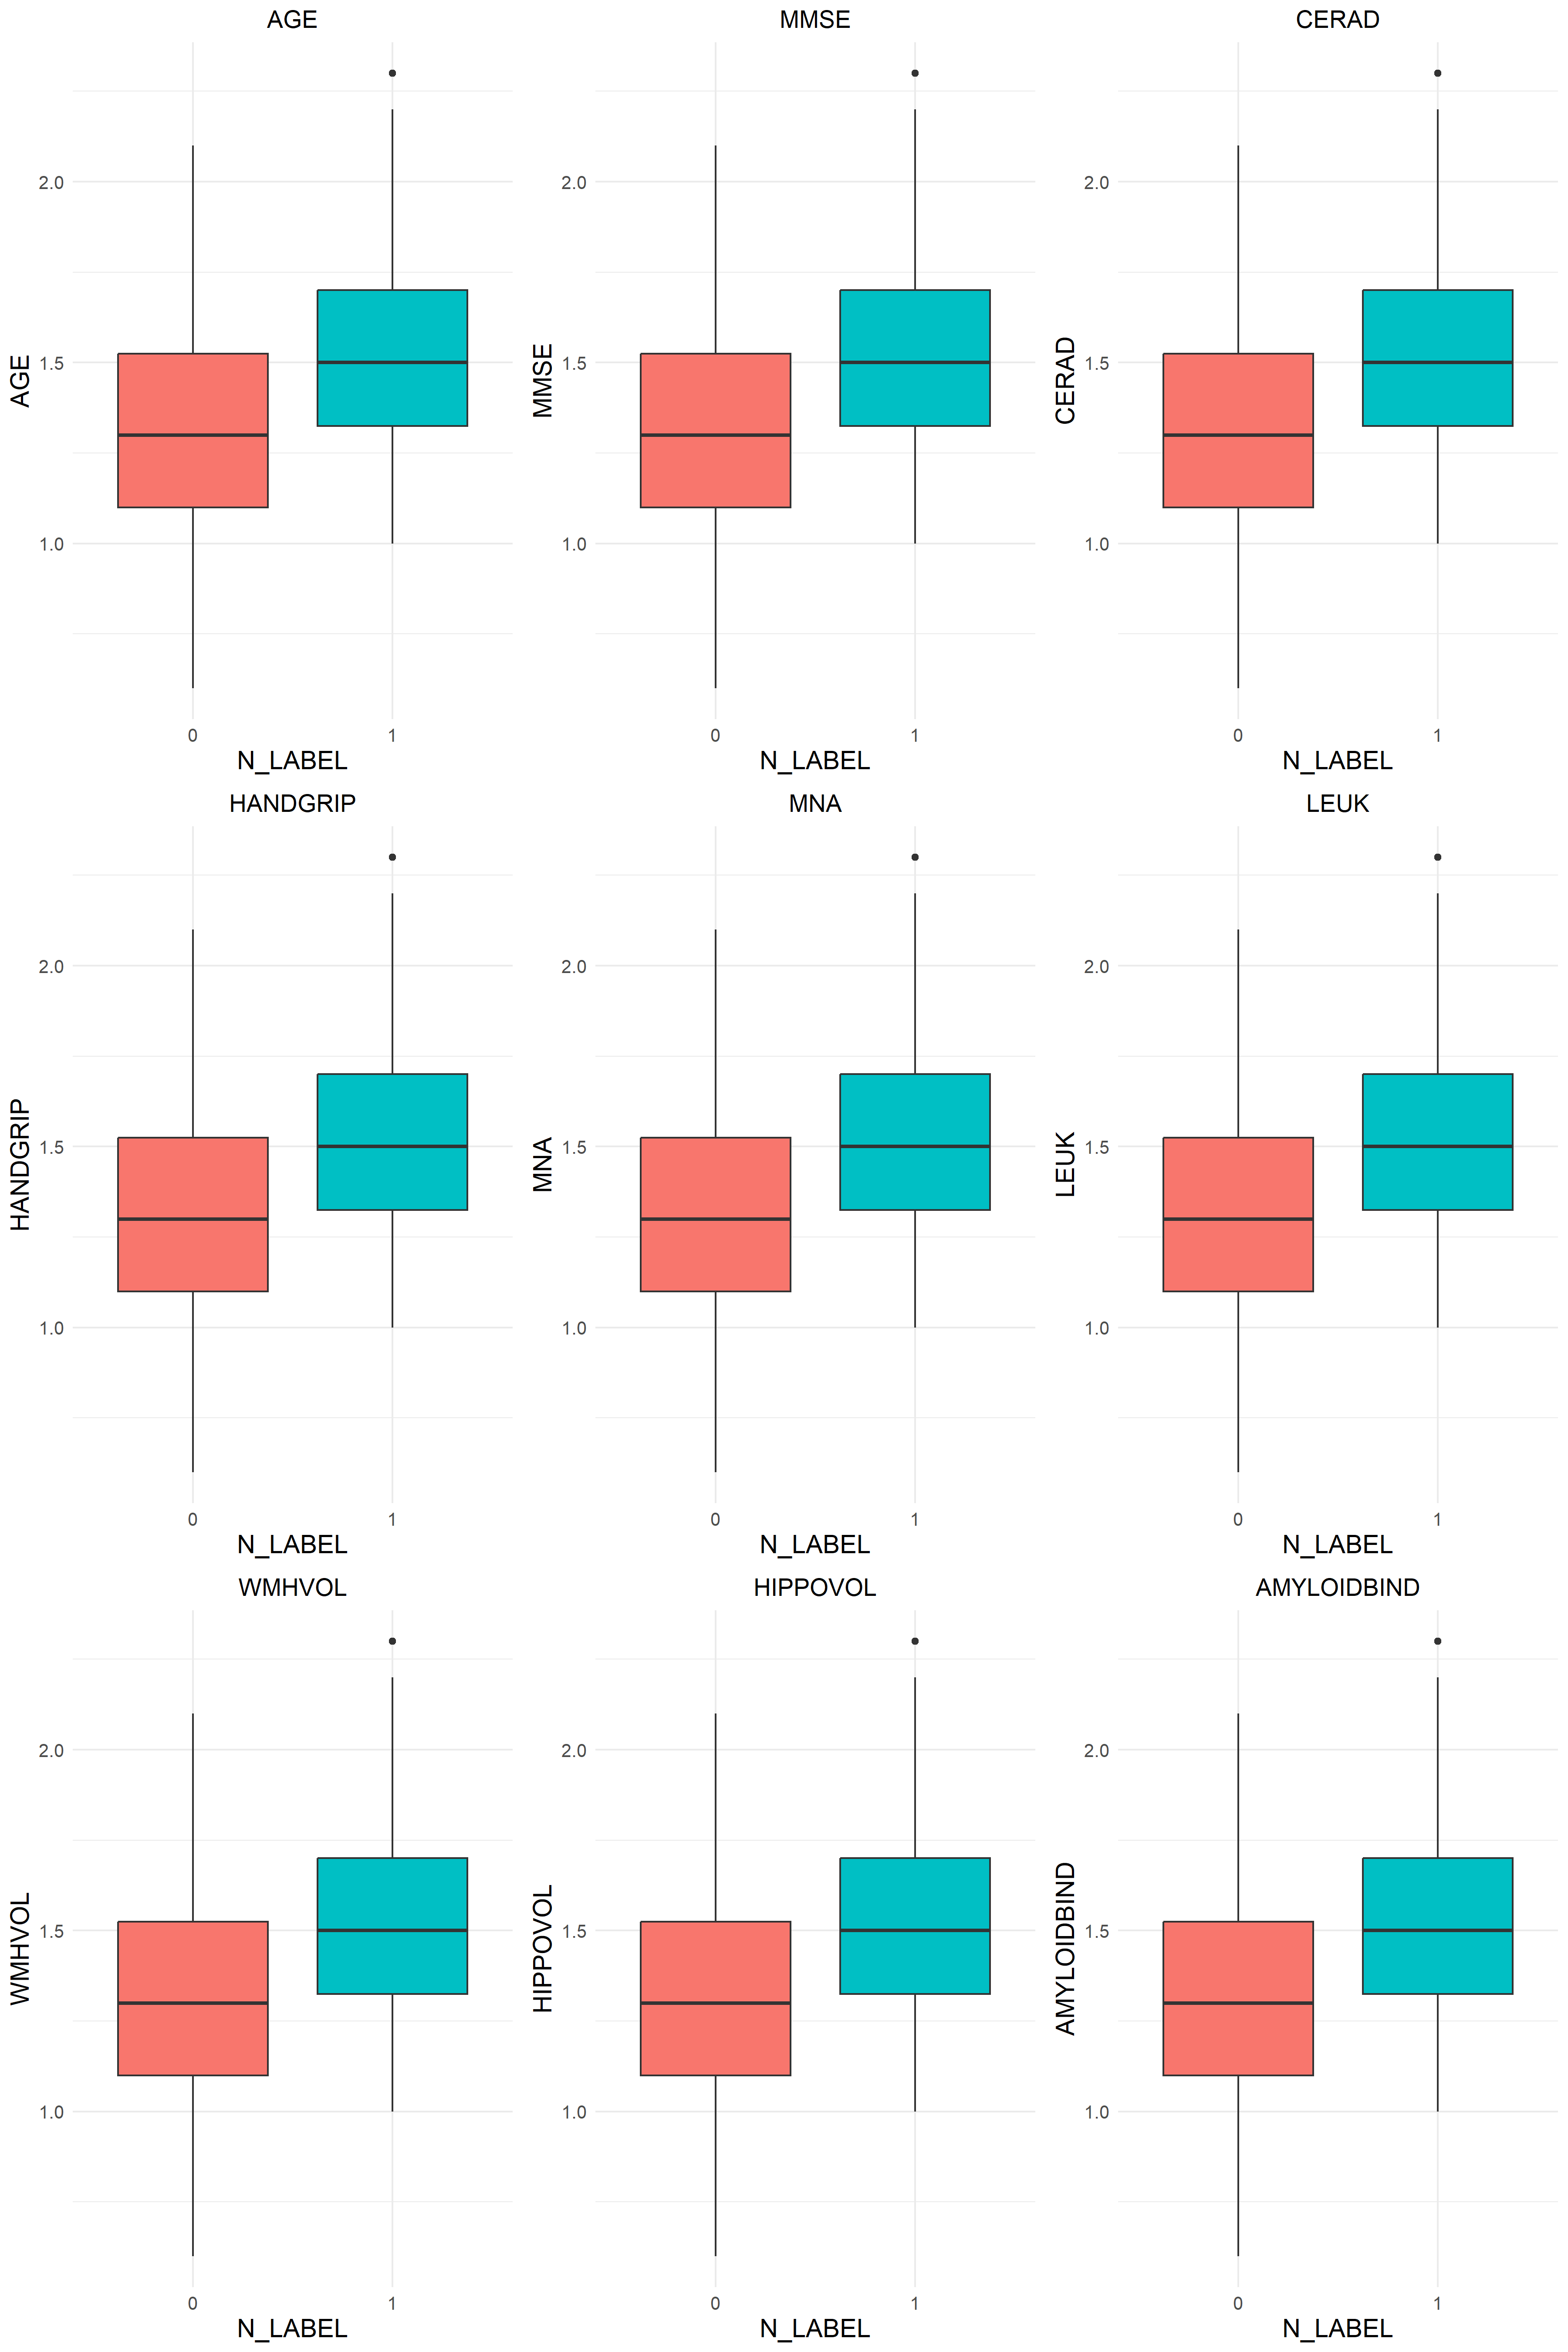 AGE
AGE
2.0
1.5
1.0
0 1
N_LABEL
MMSE
MMSE
2.0
1.5
1.0
0 1
N_LABEL
CERAD
CERAD
2.0
1.5
1.0
0 1
N_LABEL
HANDGRIP
HANDGRIP
2.0
1.5
1.0
0 1
N_LABEL
MNA
MNA
2.0
1.5
1.0
0 1
N_LABEL
LEUK
LEUK
2.0
1.5
1.0
0 1
N_LABEL
WMHVOL
WMHVOL
2.0
1.5
1.0
0 1
N_LABEL
HIPPOVOL
HIPPOVOL
2.0
1.5
1.0
0 1
N_LABEL
AMYLOIDBIND
AMYLOIDBIND
2.0
1.5
1.0
0 1
N_LABEL